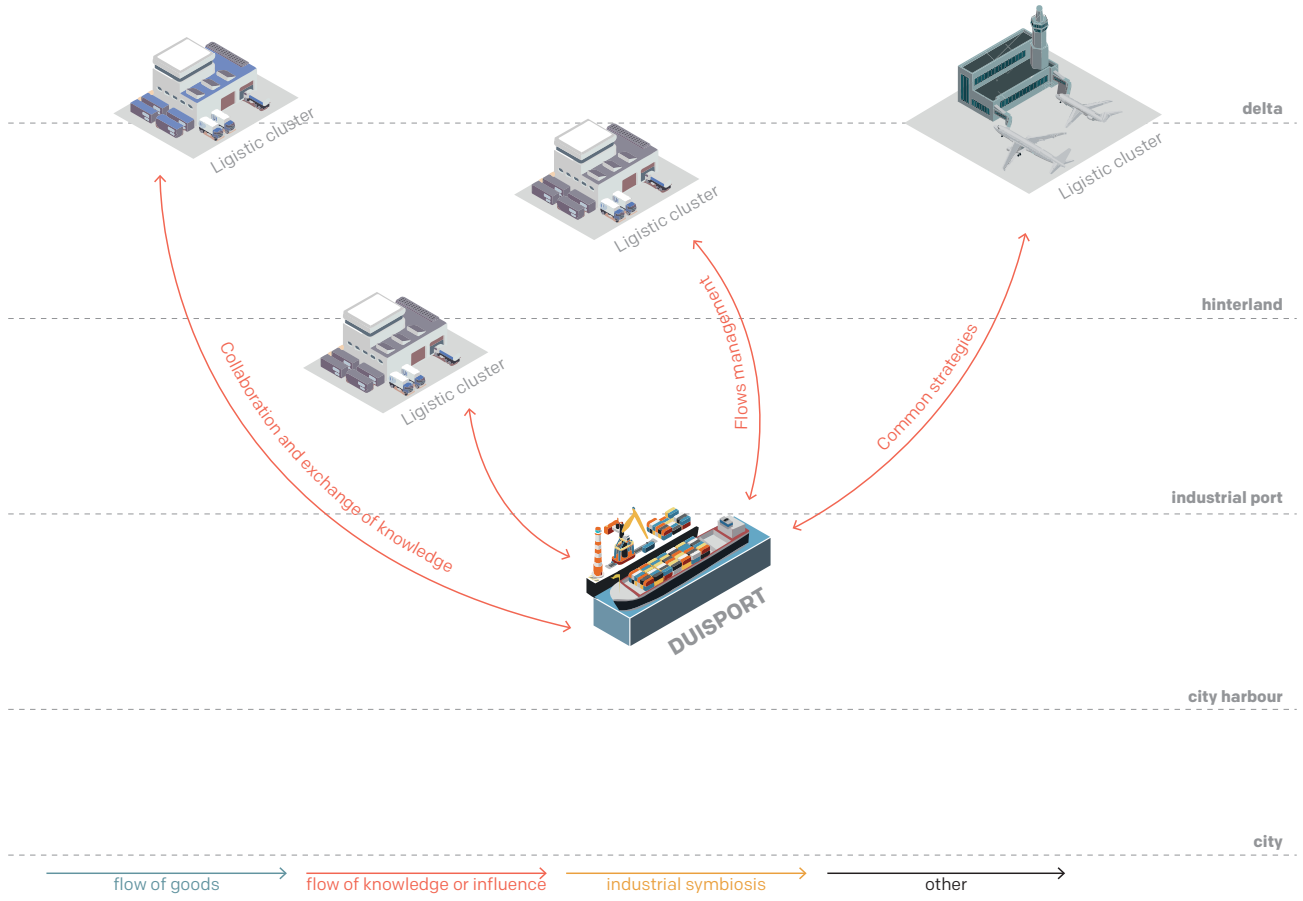 Ligistic cluster
delta
Ligistic cluster
Ligistic cluster
hinterland
Flows management
Collaboration and exchange of knowledge
Ligistic cluster
Common strategies
industrial port
DUISPORT
city harbour
city
flow of goods
flow of knowledge or influence
industrial symbiosis
other